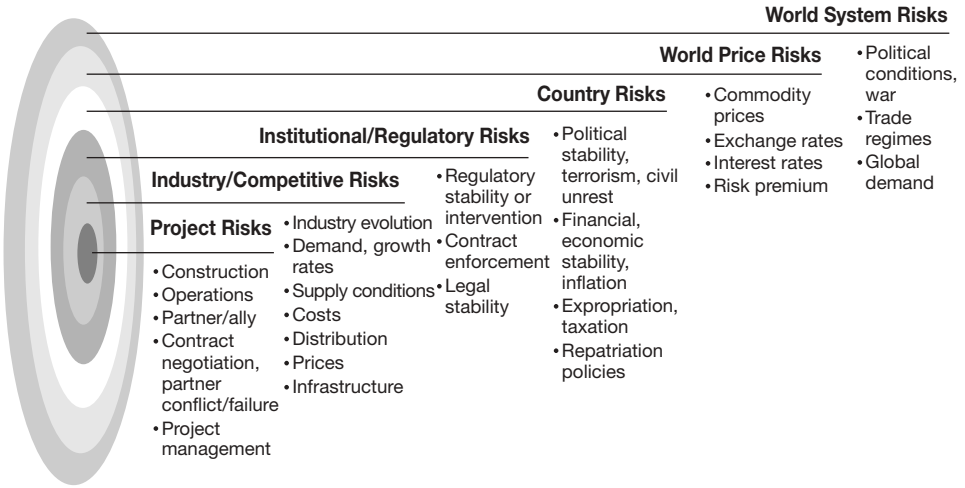 World System Risks
• Political
conditions,
war
• Trade
regimes
• Global
demand
World Price Risks
• Commodity
prices
• Exchange rates
• Interest rates
• Risk premium
Country Risks
• Political
stability,
terrorism, civil
unrest
• Financial,
economic
stability,
inflation
• Expropriation,
taxation
• Repatriation
policies
Institutional/Regulatory Risks
• Regulatory
stability or
intervention
• Contract
enforcement
• Legal
stability
Industry/Competitive Risks
• Industry evolution
• Demand, growth
rates
• Supply conditions
• Costs
• Distribution
• Prices
• Infrastructure
Project Risks
• Construction
• Operations
• Partner/ally
• Contract
negotiation,
partner
conflict/failure
• Project
management